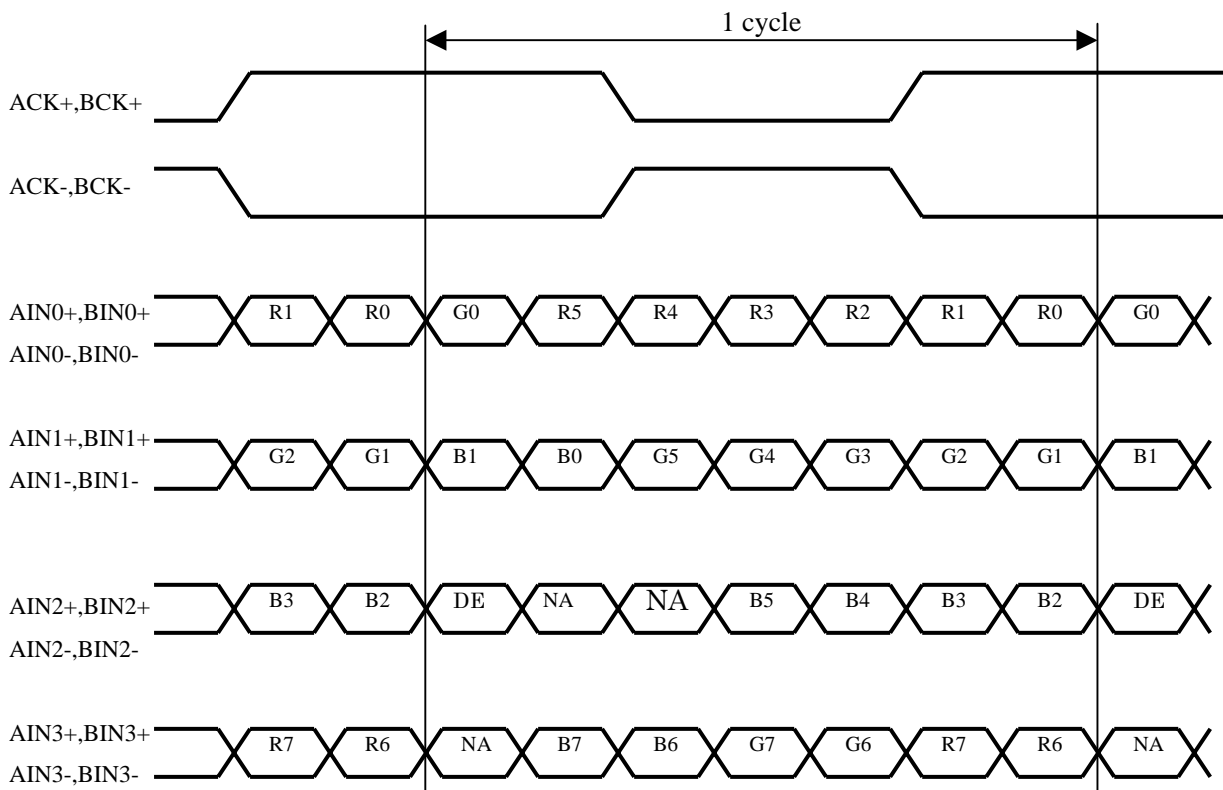 1 cycle
ACK+,BCK+
ACK-,BCK-
AIN0+,BIN0+ R1 R0 G0 R5 R4 R3 R2 R1 R0 G0
AIN0-,BIN0-
AIN1+,BIN1+ G2 G1 B1 B0 G5 G4 G3 G2 G1 B1
AIN1-,BIN1-
AIN2+,BIN2+ B3 B2 DE NA NA B5 B4 B3 B2 DE
AIN2-,BIN2-
AIN3+,BIN3+ R7 R6 NA B7 B6 G7 G6 R7 R6 NA
AIN3-,BIN3-